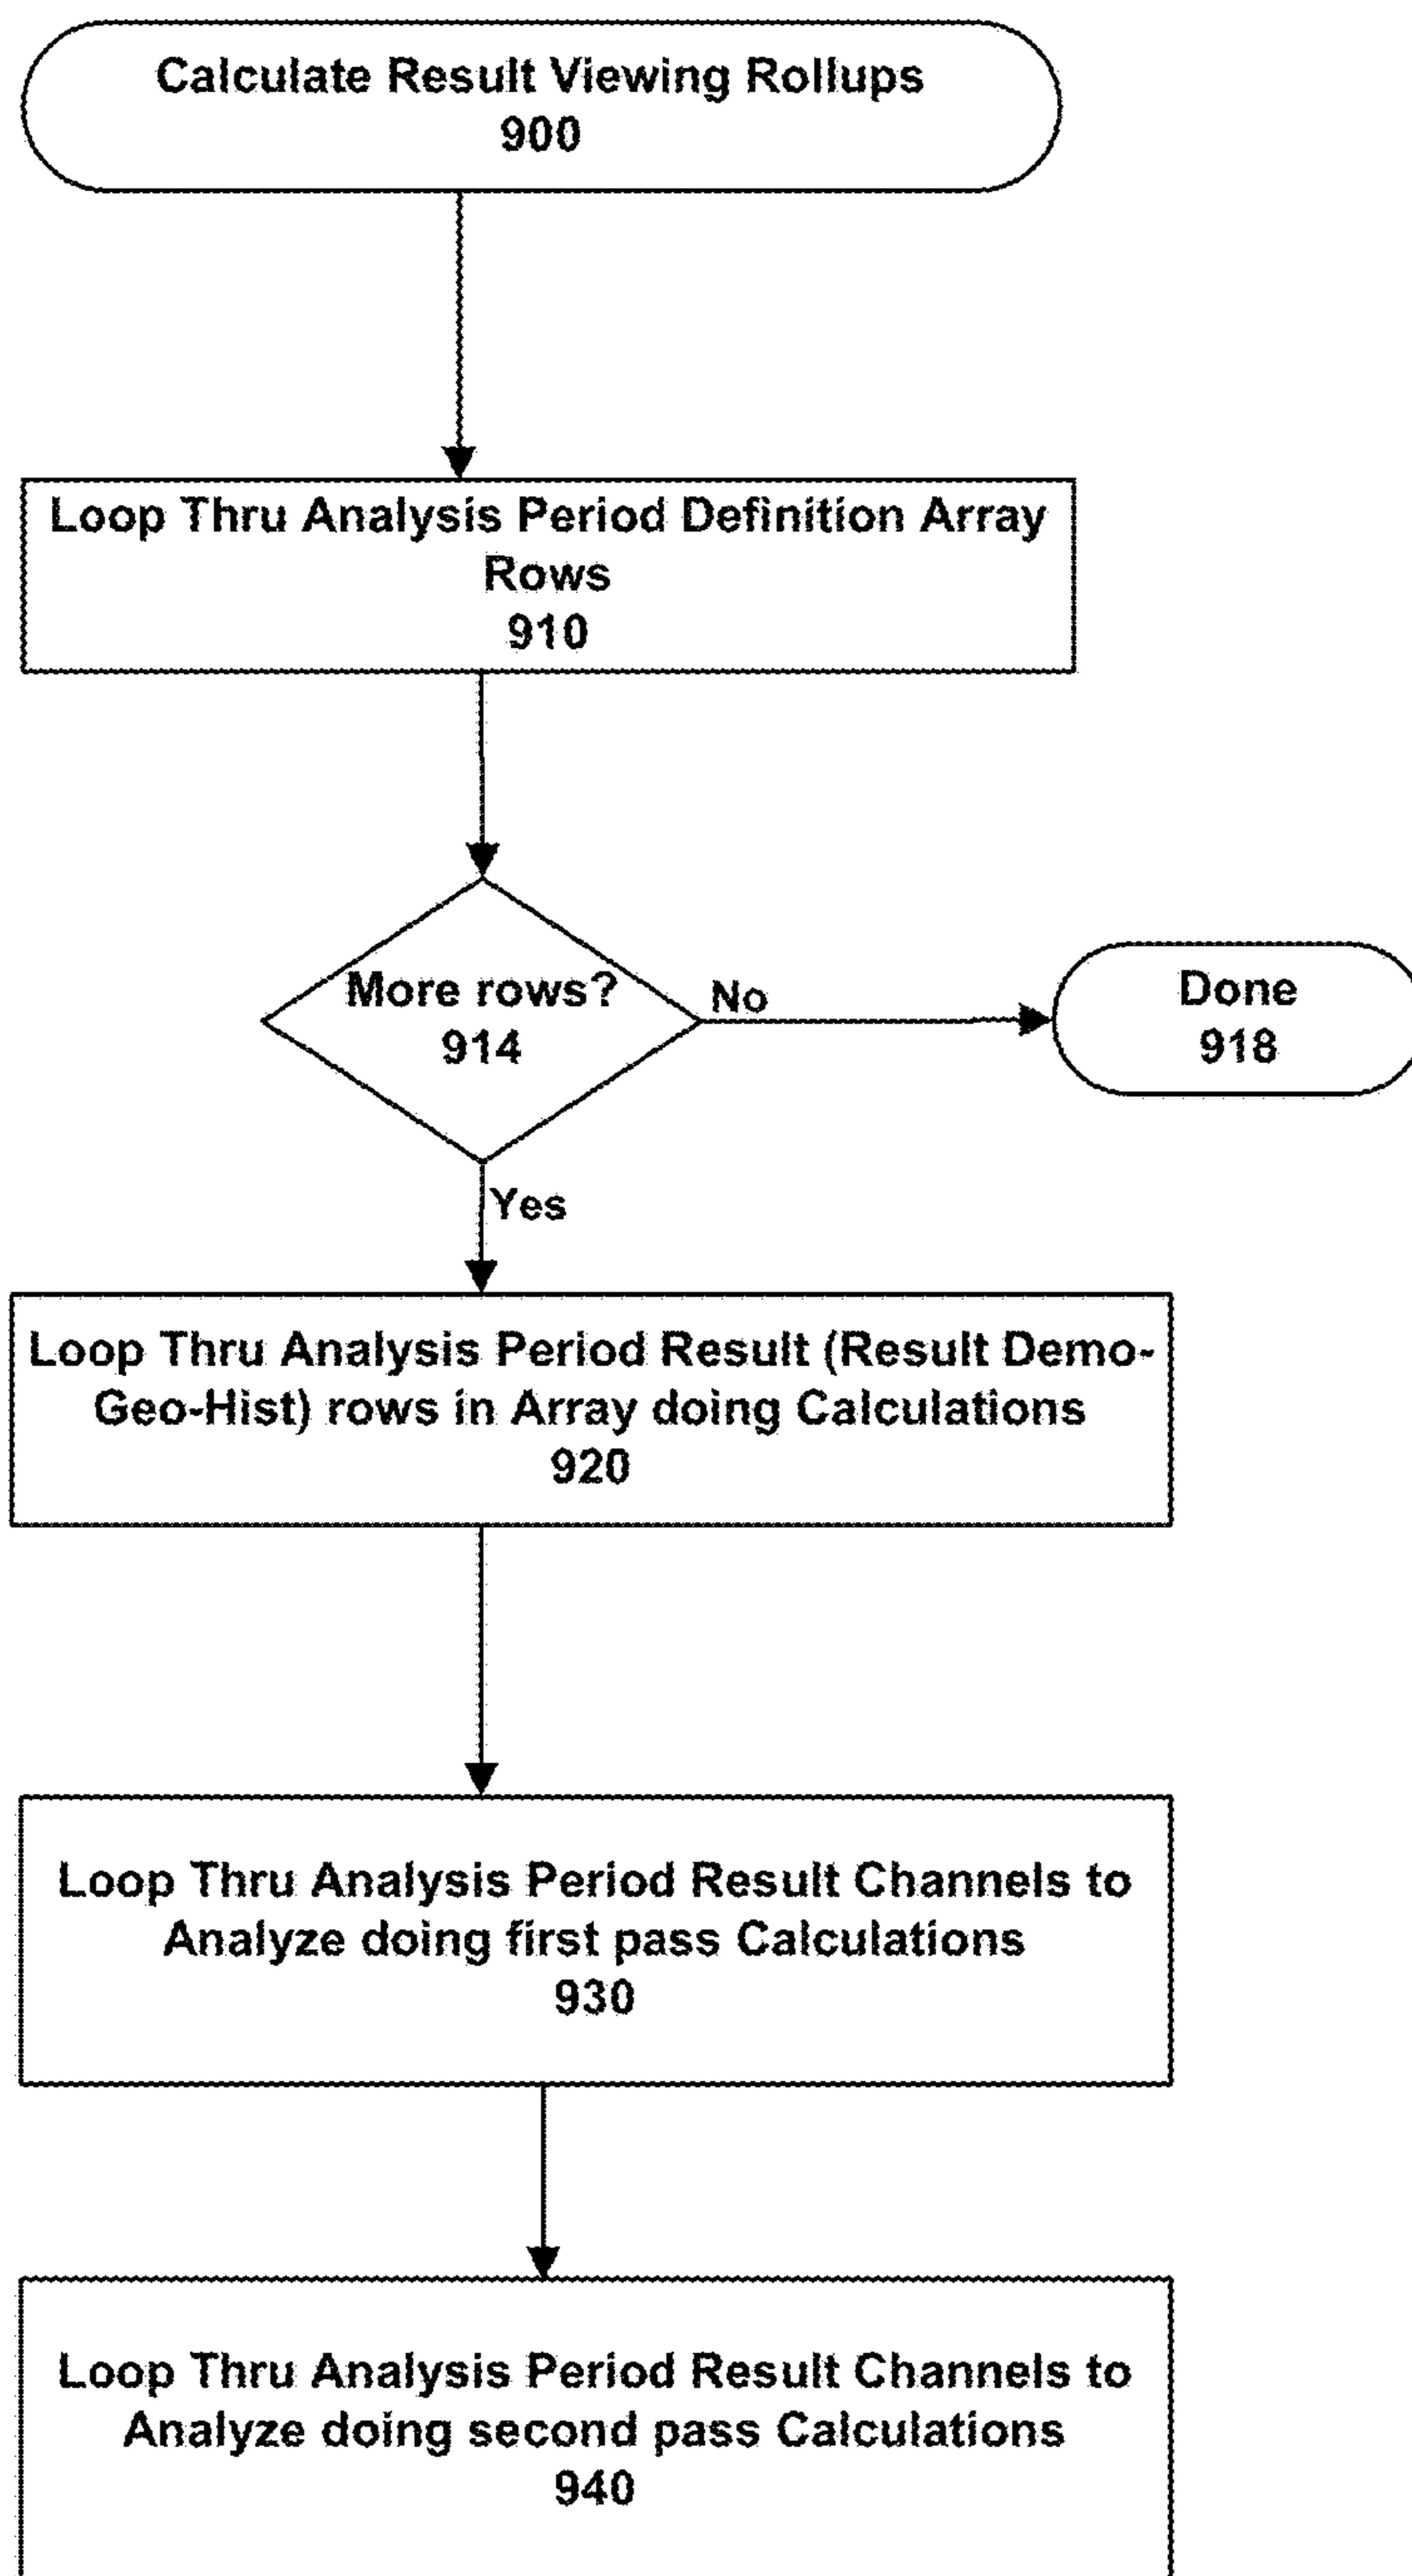 Calculate Result Viewing Rollups
900
Loop Thru Analysis Period Definition Array
Rows
910
More rows?
914
No
Done
918
Yes
Loop Thru Analysis Period Result (Result Demo-
Geo-Hist) rows in Array doing Calculations
920
Loop Thru Analysis Period Result Channels to
Analyze doing first pass Calculations
930
Loop Thru Analysis Period Result Channels to
Analyze doing second pass Calculations
940